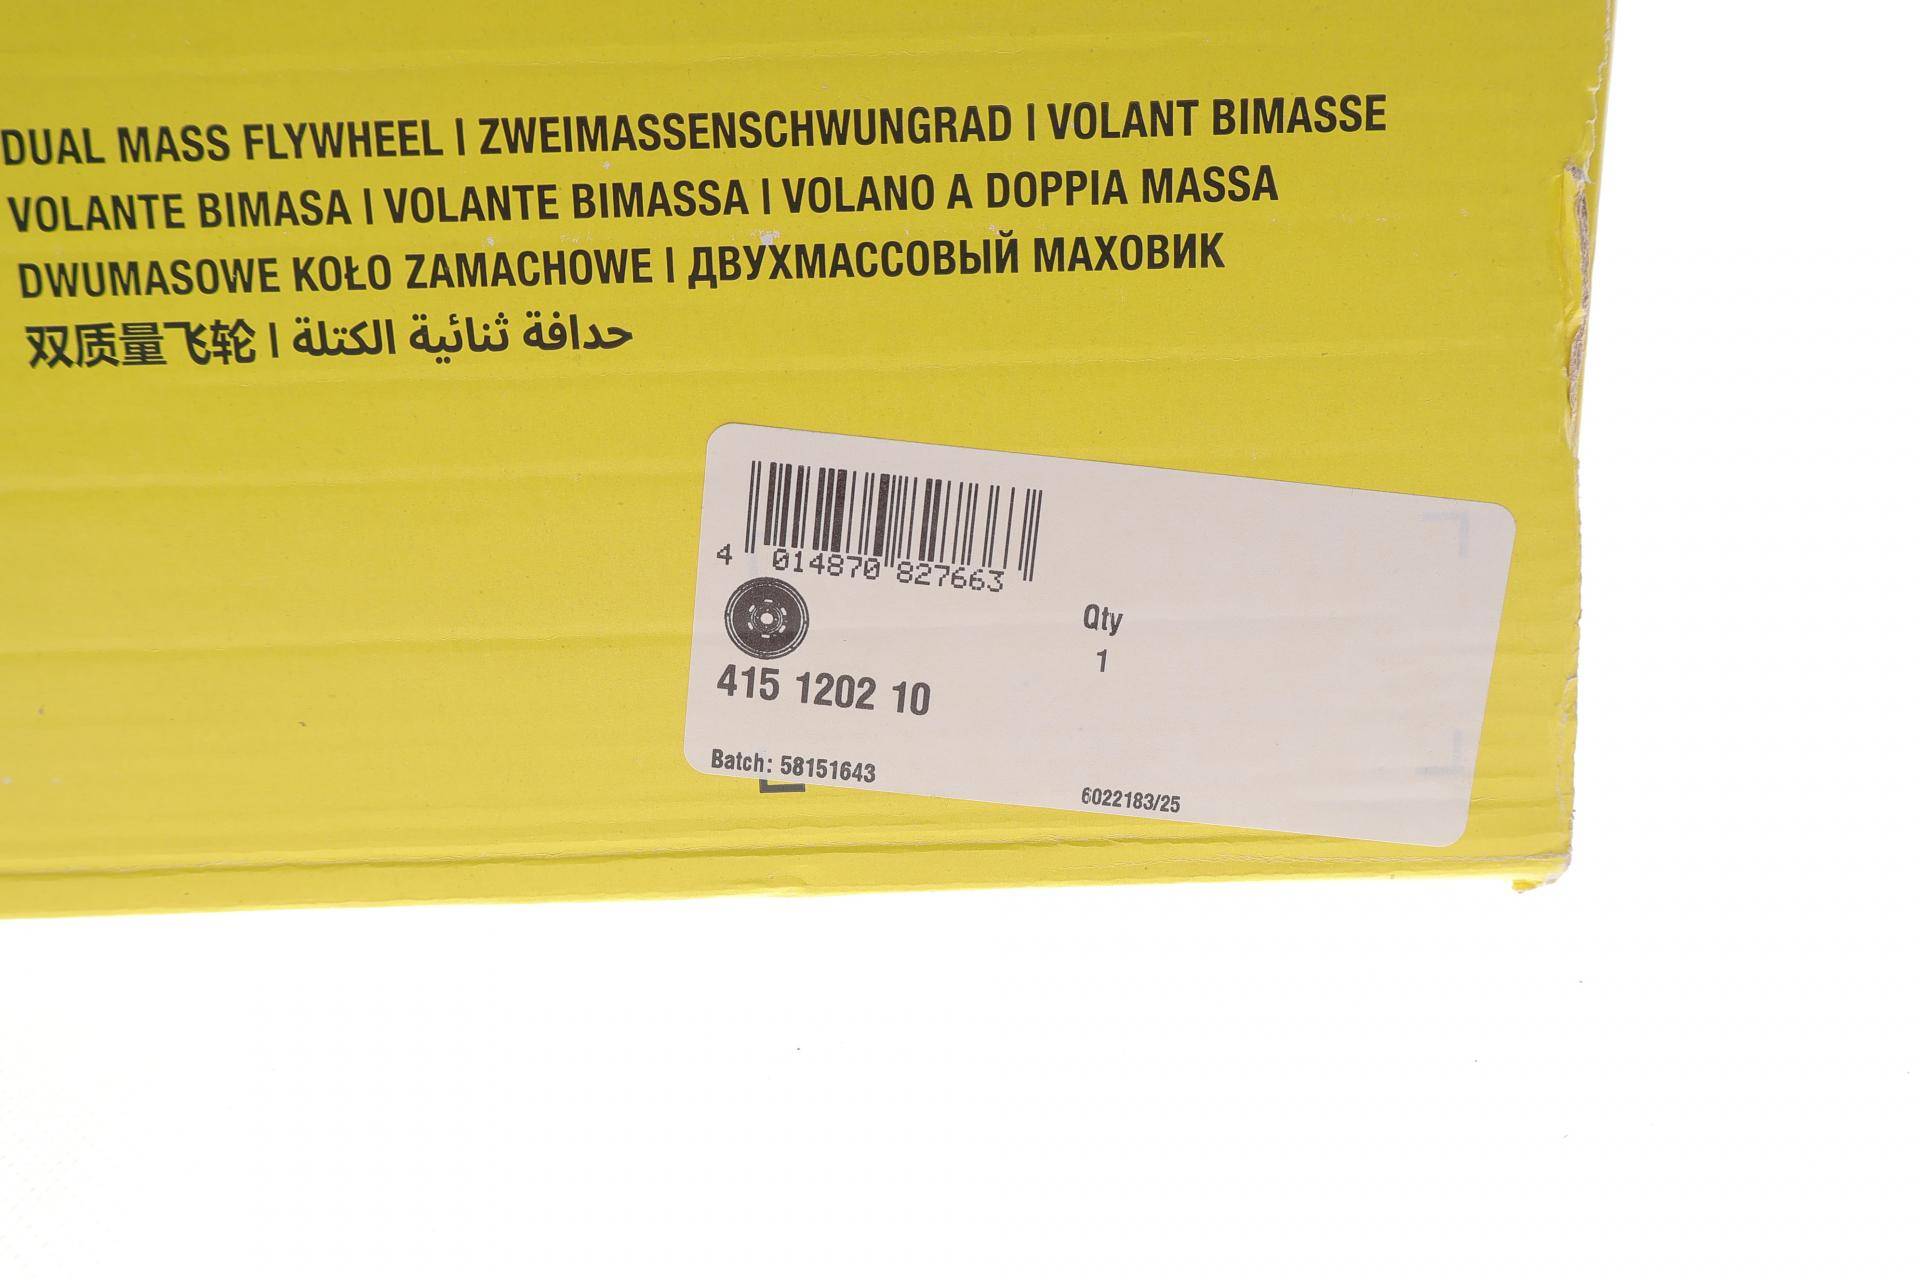 DUAL MASS FLYWHEEL | ZWEIMASSENSCHWUNGRAD | VOLANT BIMASSE
VOLANTE BIMASA | VOLANTE BIMASSA | VOLANO A DOPPIA MASSA
DWUMASOWE KOŁO ZAMACHOWE | ДВУХМАССОВЫЙ МАХОВИК
双质量飞轮 | حدافة ثنائية الكتلة
4 014870 827663
Qty
1
415 1202 10
Batch: 58151643
6022183/25